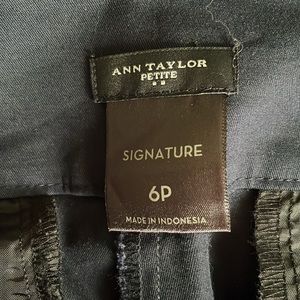 ANN TAYLOR
PETITE
SIGNATURE
6P
MADE IN INDONESIA